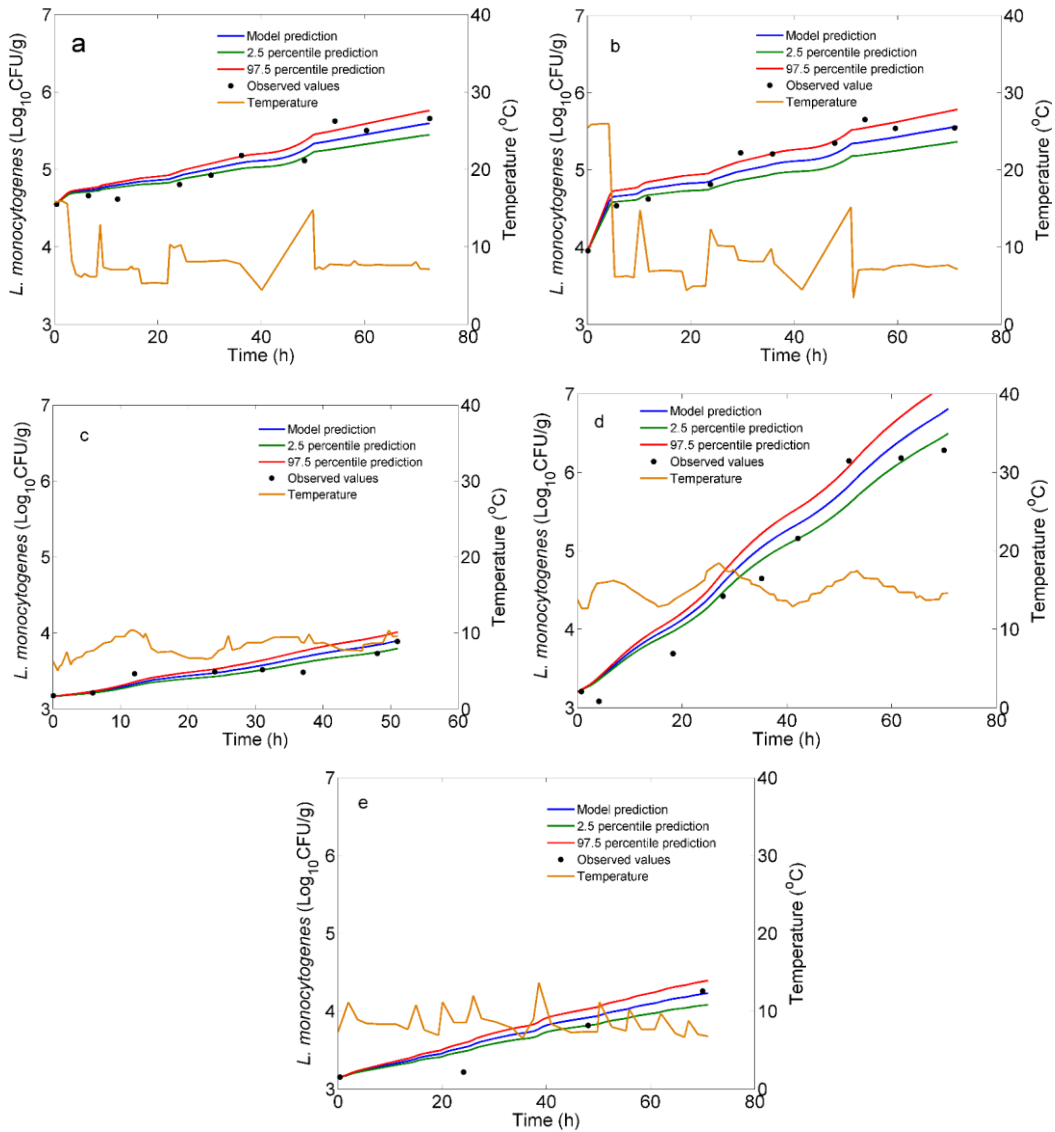 a
Model prediction
2.5 percentile prediction
97.5 percentile prediction
Observed values
Temperature
7
6
5
4
3
40
30
20
10
0
0 20 40 60 80
L. monocytogenes (Log10CFU/g)
Temperature (°C)
Time (h)
b
Model prediction
2.5 percentile prediction
97.5 percentile prediction
Observed values
Temperature
7
6
5
4
3
40
30
20
10
0
0 20 40 60 80
L. monocytogenes (Log10CFU/g)
Temperature (°C)
Time (h)
c
Model prediction
2.5 percentile prediction
97.5 percentile prediction
Observed values
Temperature
7
6
5
4
3
40
30
20
10
0
0 10 20 30 40 50 60
L. monocytogenes (Log10CFU/g)
Temperature (°C)
Time (h)
d
Model prediction
2.5 percentile prediction
97.5 percentile prediction
Observed values
Temperature
7
6
5
4
3
40
30
20
10
0
0 20 40 60 80
L. monocytogenes (Log10CFU/g)
Temperature (°C)
Time (h)
e
Model prediction
2.5 percentile prediction
97.5 percentile prediction
Observed values
Temperature
7
6
5
4
3
40
30
20
10
0
0 20 40 60 80
L. monocytogenes (Log10CFU/g)
Temperature (°C)
Time (h)